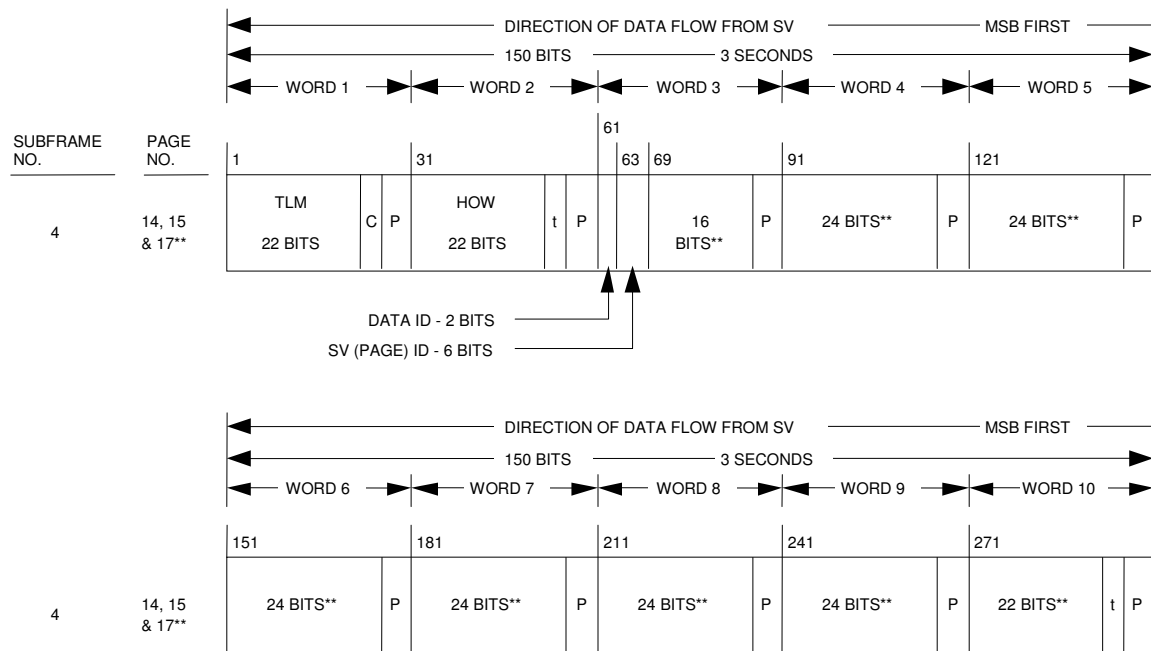 DIRECTION OF DATA FLOW FROM SV MSB FIRST
150 BITS 3 SECONDS
WORD 1 WORD 2 WORD 3 WORD 4 WORD 5
SUBFRAME NO.
PAGE NO.
1 31 61 63 69 91 121
4
14, 15 & 17**
TLM
22 BITS
C
P
HOW
22 BITS
t
P
16 BITS**
P
24 BITS**
P
24 BITS**
P
DATA ID - 2 BITS
SV (PAGE) ID - 6 BITS
DIRECTION OF DATA FLOW FROM SV MSB FIRST
150 BITS 3 SECONDS
WORD 6 WORD 7 WORD 8 WORD 9 WORD 10
151 181 211 241 271
4
14, 15 & 17**
24 BITS**
P
24 BITS**
P
24 BITS**
P
24 BITS**
P
22 BITS**
t
P